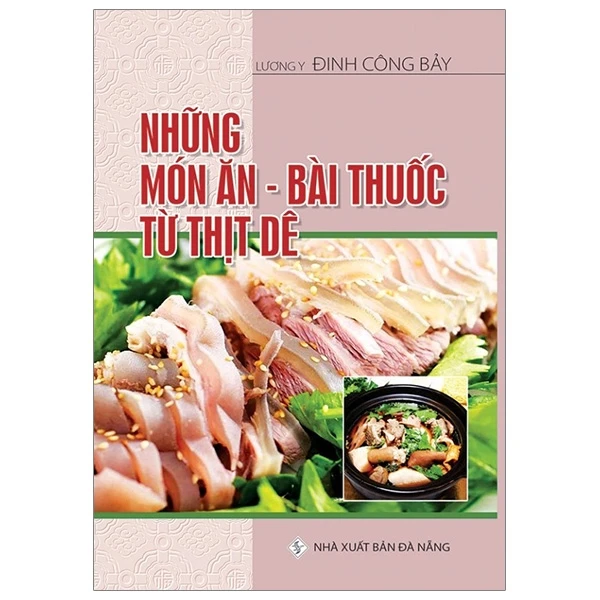 LƯƠNG Y ĐINH CÔNG BẢY
NHỮNG
MÓN ĂN - BÀI THUỐC
TỪ THỊT DÊ
NHÀ XUẤT BẢN ĐÀ NẴNG